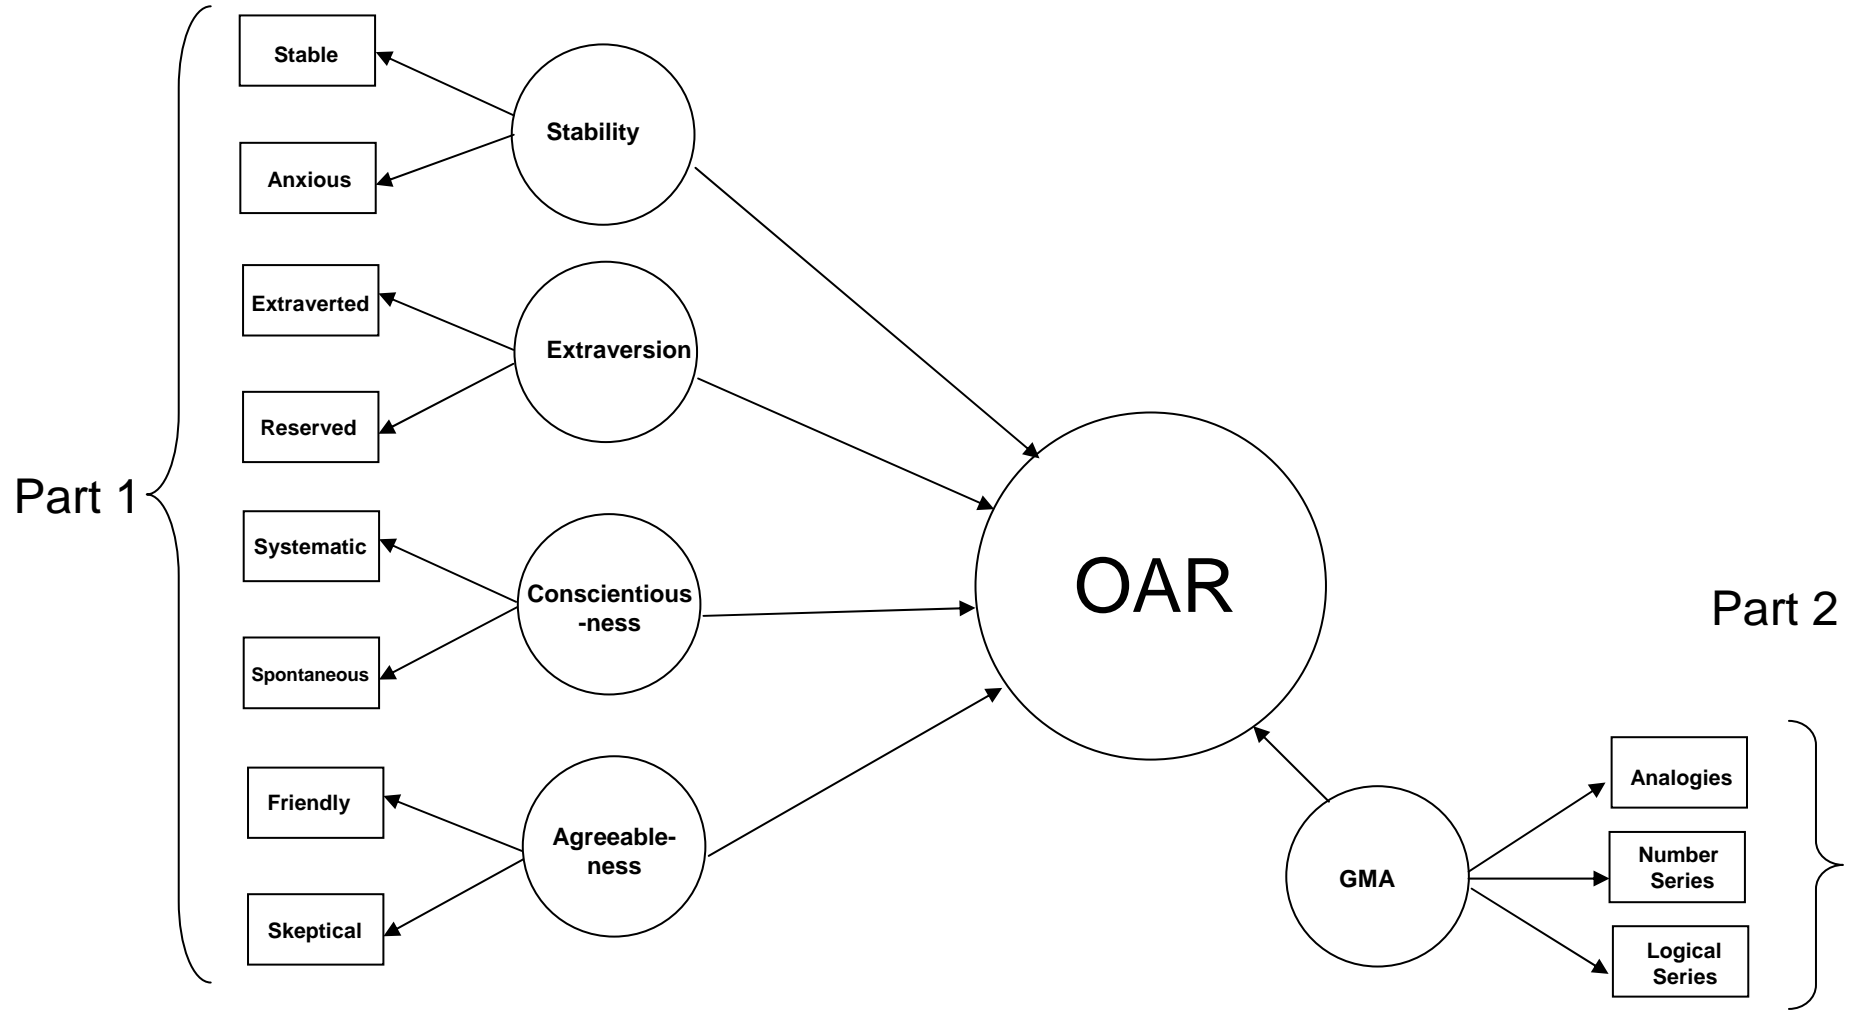 Stable
Stability
Anxious
Extraverted
Extraversion
Reserved
Part 1
Systematic
Conscientious
-ness
Spontaneous
Friendly
Agreeable-
ness
Skeptical
OAR
Part 2
GMA
Analogies
Number
Series
Logical
Series